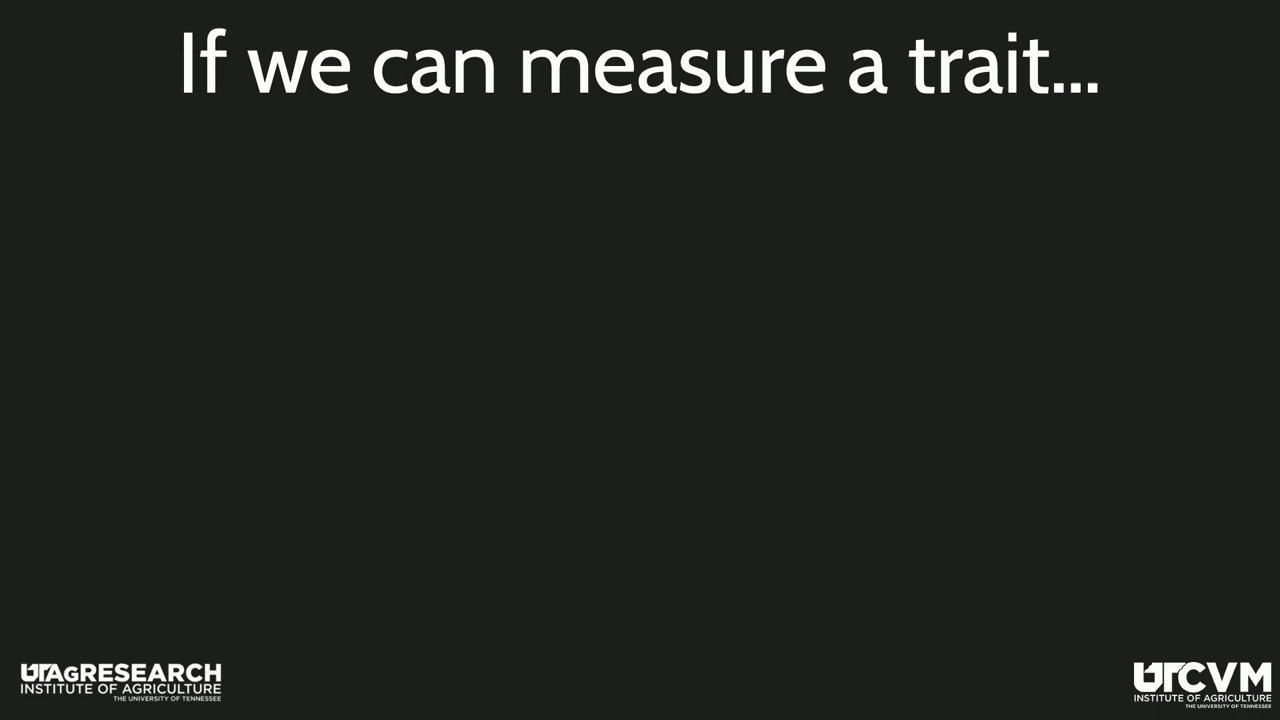 If we can measure a trait...
UTAgRESEARCH
INSTITUTE OF AGRICULTURE
THE UNIVERSITY OF TENNESSEE
UTCVM
INSTITUTE OF AGRICULTURE
THE UNIVERSITY OF TENNESSEE